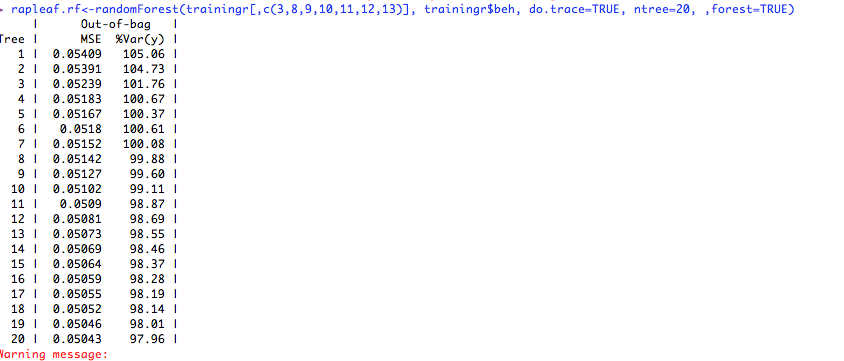 > rapleaf.rf<-randomForest(trainingr[,c(3,8,9,10,11,12,13)], trainingr$beh, do.trace=TRUE, ntree=20, ,forest=TRUE)
| Out-of-bag |
Tree | MSE %Var(y) |
1 | 0.05409 105.06 |
2 | 0.05391 104.73 |
3 | 0.05239 101.76 |
4 | 0.05183 100.67 |
5 | 0.05167 100.37 |
6 | 0.0518 100.61 |
7 | 0.05152 100.08 |
8 | 0.05142 99.88 |
9 | 0.05127 99.60 |
10 | 0.05102 99.11 |
11 | 0.0509 98.87 |
12 | 0.05081 98.69 |
13 | 0.05073 98.55 |
14 | 0.05069 98.46 |
15 | 0.05064 98.37 |
16 | 0.05059 98.28 |
17 | 0.05055 98.19 |
18 | 0.05052 98.14 |
19 | 0.05046 98.01 |
20 | 0.05043 97.96 |
Warning message: